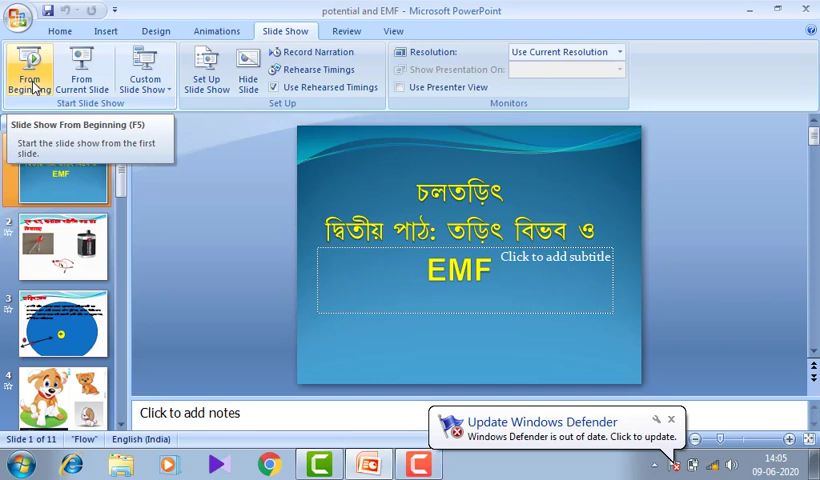 potential and EMF - Microsoft PowerPoint
Home Insert Design Animations Slide Show Review View
From Beginning
From Current Slide
Custom Slide Show
Set Up Slide Show
Hide Slide
Record Narration
Rehearse Timings
Use Rehearsed Timings
Resolution: Use Current Resolution
Show Presentation On:
Use Presenter View
Start Slide Show Set Up Monitors
Slide Show From Beginning (F5)
Start the slide show from the first
slide.
EMF
2
3
4
চলতড়িৎ
দ্বিতীয় পাঠ: তড়িৎ বিভব ও
EMF
Click to add subtitle
Click to add notes
Update Windows Defender
Windows Defender is out of date. Click to update.
Slide 1 of 11 "Flow" English (India)
14:05
09-06-2020